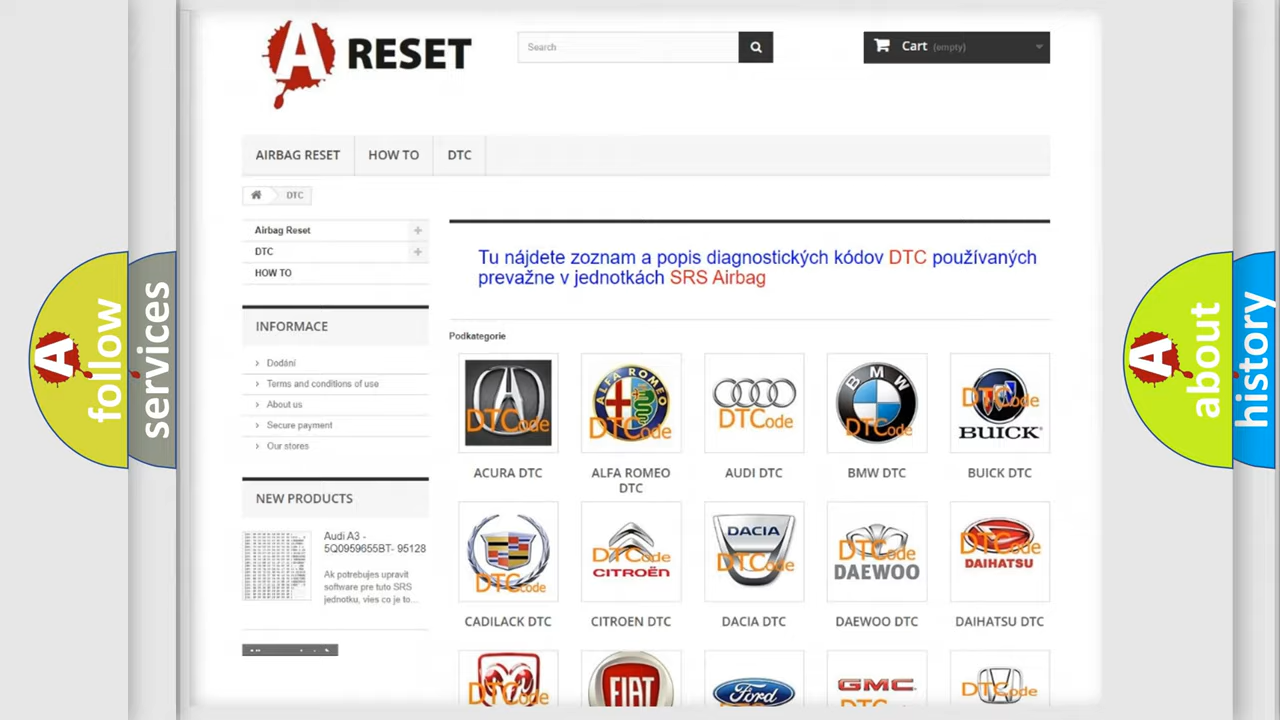 A RESET
Search
Cart (empty)
AIRBAG RESET
HOW TO
DTC
DTC
Airbag Reset
DTC
HOW TO
Tu nájdete zoznam a popis diagnostických kódov DTC používaných
prevažne v jednotkách SRS Airbag
INFORMACE
Dodání
Terms and conditions of use
About us
Secure payment
Our stores
NEW PRODUCTS
Audi A3 -
5Q0959655BT- 95128
Ak potrebujes upravit
software pre tuto SRS
jednotku, vies co je to...
Podkategorie
DTCode
ALFA ROMEO
DTCode
DTCode
BMW
DTCode
DTCode
BUICK
ACURA DTC
ALFA ROMEO
DTC
AUDI DTC
BMW DTC
BUICK DTC
DTCode
DTCode
CITROËN
DACIA
DTCode
DTCode
DAEWOO
DTCode
DAIHATSU
CADILACK DTC
CITROEN DTC
DACIA DTC
DAEWOO DTC
DAIHATSU DTC
DTCode
FIAT
Ford
GMC
DTCode
A follow
services
A about
history